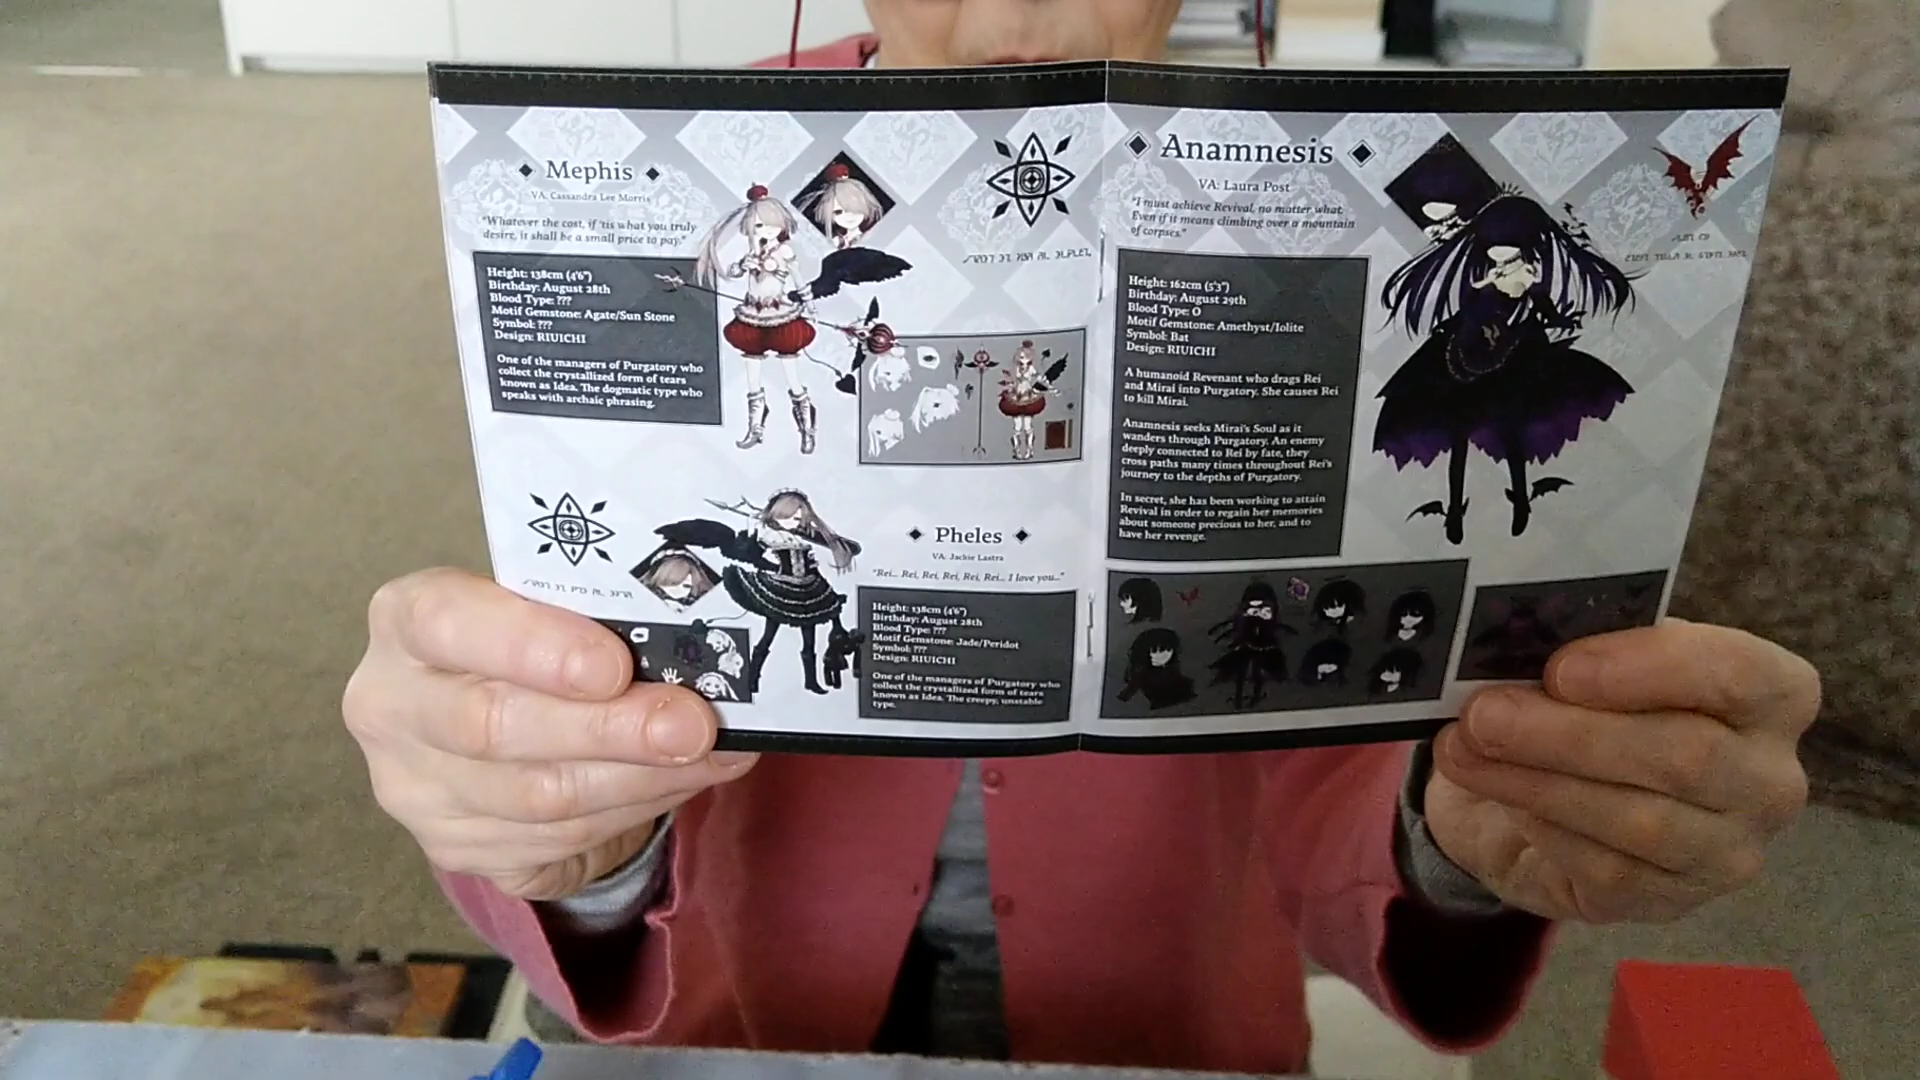 Mephis
VA: Cassandra Lee Morris
"Whatever the cost, if 'tis what you truly
desire, it shall be a small price to pay."
Height: 138cm (4'6")
Birthday: August 28th
Blood Type: ???
Motif Gemstone: Agate/Sun Stone
Symbol: ???
Design: RIUICHI
One of the managers of Purgatory who
collect the crystallized form of tears
known as Idea. The dogmatic type who
speaks with archaic phrasing.
Pheles
VA: Jackie Lastra
"Rei... Rei, Rei, Rei, Rei, Rei... I love you..."
Height: 138cm (4'6")
Birthday: August 28th
Blood Type: ???
Motif Gemstone: Jade/Peridot
Symbol: ???
Design: RIUICHI
One of the managers of Purgatory who
collect the crystallized form of tears
known as Idea. The creepy, unstable
type.
Anamnesis
VA: Laura Post
"I must achieve Revival, no matter what.
Even if it means climbing over a mountain
of corpses."
Height: 162cm (5'3")
Birthday: August 29th
Blood Type: O
Motif Gemstone: Amethyst/Iolite
Symbol: Bat
Design: RIUICHI
A humanoid Revenant who drags Rei
and Mirai into Purgatory. She causes Rei
to kill Mirai.
Anamnesis seeks Mirai's Soul as it
wanders through Purgatory. An enemy
deeply connected to Rei by fate, they
cross paths many times throughout Rei's
journey to the depths of Purgatory.
In secret, she has been working to attain
Revival in order to regain her memories
about someone precious to her, and to
have her revenge.